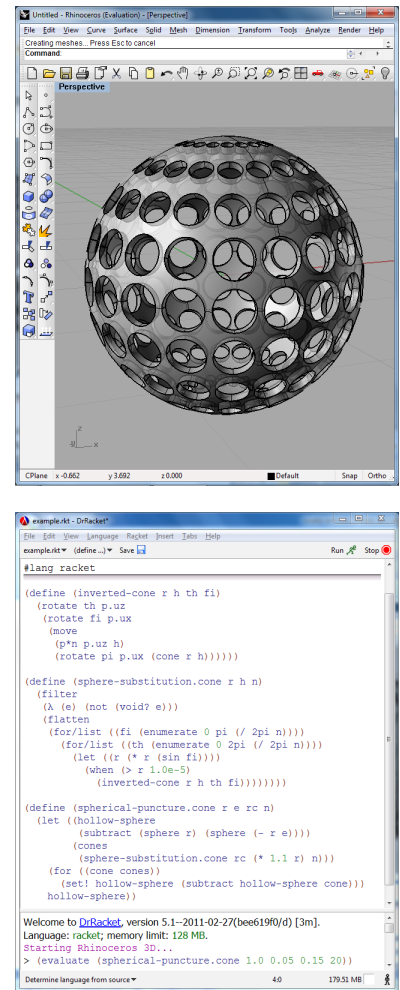 Untitled - Rhinoceros (Evaluation) - [Perspective]
File Edit View Curve Surface Solid Mesh Dimension Transform Tools Analyze Render Help
Creating meshes... Press Esc to cancel
Command:
Perspective
z
x
CPlane x -0.662 y 3.692 z 0.000 Default Snap Ortho
example.rkt - DrRacket*
File Edit View Language Racket Insert Tabs Help
example.rkt (define ...) Save Run Stop
#lang racket
(define (inverted-cone r h th fi)
(rotate th p.uz
(rotate fi p.ux
(move
(p*n p.uz h)
(rotate pi p.ux (cone r h))))))
(define (sphere-substitution.cone r h n)
(filter
(λ (e) (not (void? e)))
(flatten
(for/list ((fi (enumerate 0 pi (/ 2pi n))))
(for/list ((th (enumerate 0 2pi (/ 2pi n))))
(let ((r (* r (sin fi))))
(when (> r 1.0e-5)
(inverted-cone r h th fi))))))))
(define (spherical-puncture.cone r e rc n)
(let ((hollow-sphere
(subtract (sphere r) (sphere (- r e))))
(cones
(sphere-substitution.cone rc (* 1.1 r) n)))
(for ((cone cones))
(set! hollow-sphere (subtract hollow-sphere cone)))
hollow-sphere))
Welcome to DrRacket, version 5.1--2011-02-27(bee619f0/d) [3m].
Language: racket; memory limit: 128 MB.
Starting Rhinoceros 3D...
> (evaluate (spherical-puncture.cone 1.0 0.05 0.15 20))
Determine language from source 4:0 179.51 MB